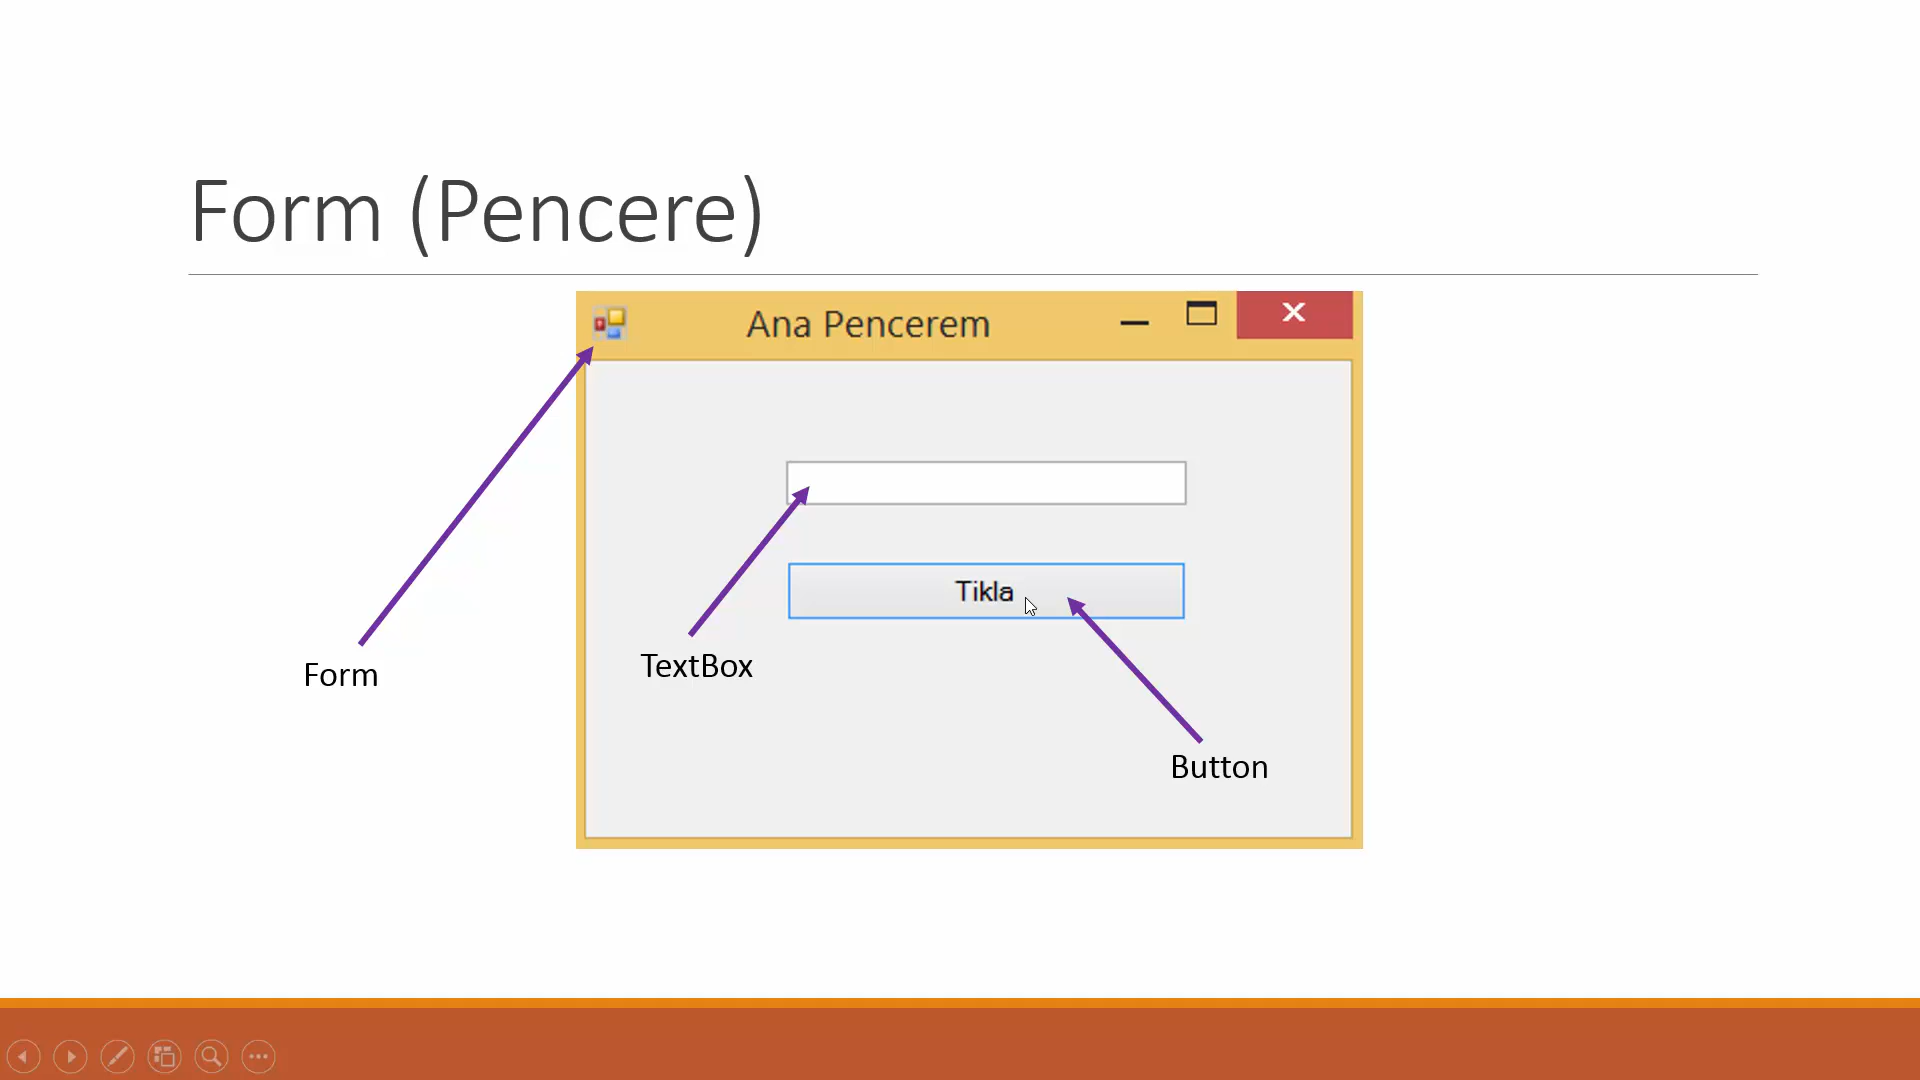 Form (Pencere)
Ana Pencerem
Tikla
Form
TextBox
Button